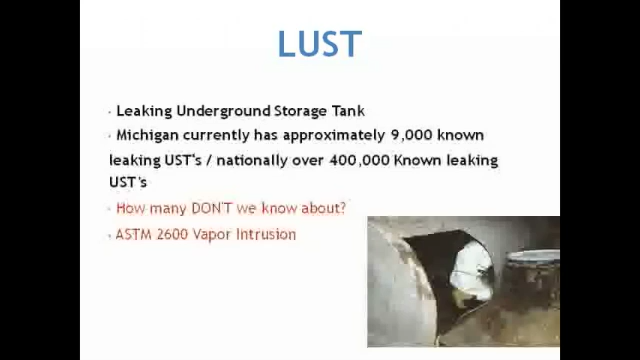 LUST
· Leaking Underground Storage Tank
· Michigan currently has approximately 9,000 known
leaking UST's / nationally over 400,000 Known leaking
UST's
· How many DON'T we know about?
· ASTM 2600 Vapor Intrusion